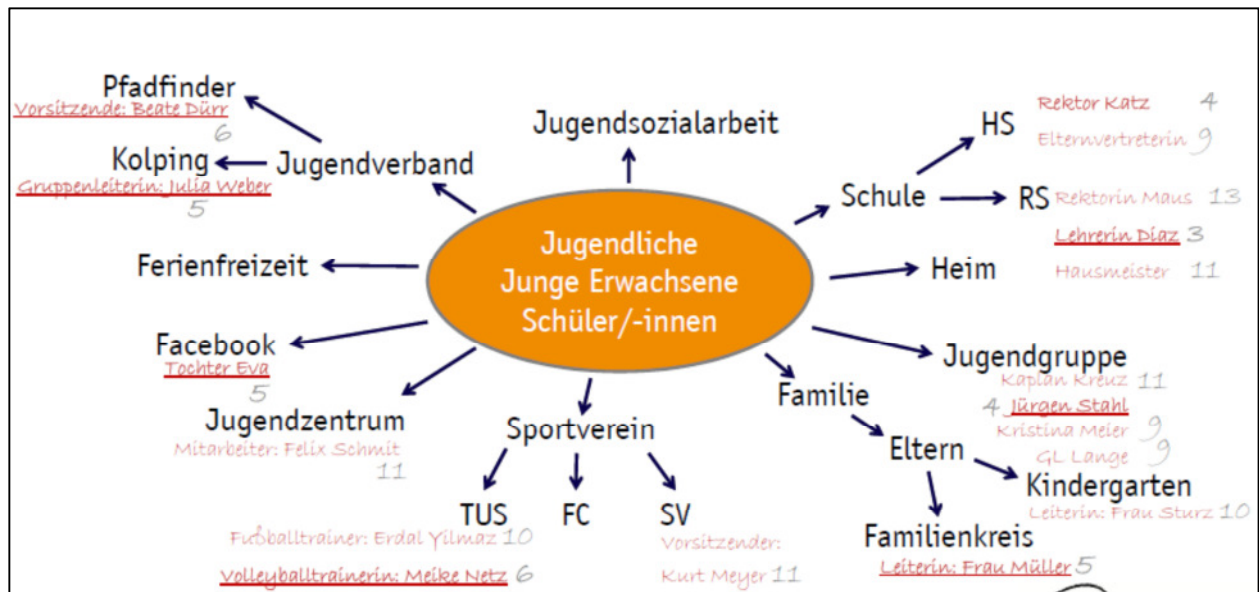 Pfadfinder
Vorsitzende: Beate Dürr
6
Kolping
Gruppenleiterin: Julia Weber
5
Jugendverband
Jugendsozialarbeit
HS
Rektor Katz 4
Elternvertreterin 9
Schule
RS
Rektorin Maus 13
Lehrerin Diaz 3
Hausmeister 11
Heim
Ferienfreizeit
Jugendliche
Junge Erwachsene
Schüler/-innen
Facebook
Tochter Eva
5
Jugendzentrum
Mitarbeiter: Felix Schmit
11
Sportverein
TUS
Fußballtrainer: Erdal Yilmaz 10
Volleyballtrainerin: Meike Netz 6
FC
SV
Vorsitzender:
Kurt Meyer 11
Familie
Eltern
Jugendgruppe
Kaplan Kreuz 11
4 Jürgen Stahl
Kristina Meier 9
GL Lange 9
Kindergarten
Leiterin: Frau Sturz 10
Familienkreis
Leiterin: Frau Müller 5